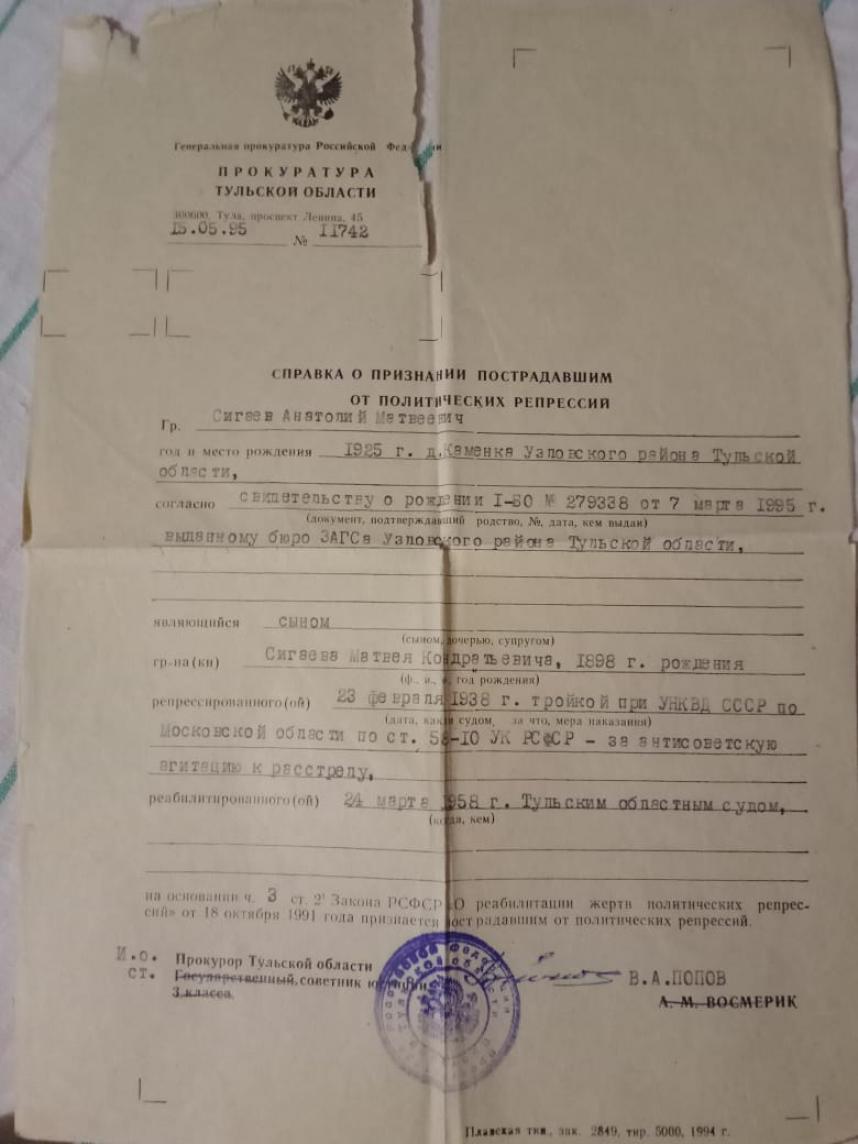 Генеральная прокуратура Российской Фед ии
ПРОКУРАТУРА
ТУЛЬСКОЙ ОБЛАСТИ
300600, Тула, проспект Ленина, 45
15.05.95 № II742
СПРАВКА О ПРИЗНАНИИ ПОСТРАДАВШИМ
ОТ ПОЛИТИЧЕСКИХ РЕПРЕССИЙ
Гр. Сигаев Анатолий Матвеевич
год и место рождения 1925 г. д.Каменка Узловского района Тульской
области,
согласно свидетельству о рождении I-БО № 279338 от 7 марта 1995 г.
(документ, подтверждавший родство, №, дата, кем выдан)
выданному бюро ЗАГСа Узловского района Тульской области,
являющийся сыном
(сыном, дочерью, супругом)
гр-на(ки) Сигаева Матвея Кондратьевича, 1898 г. рождения
(ф., и., о, год рождения)
репрессированного(ой) 23 февраля 1938 г. тройкой при УНКВД СССР по
(дата, каким судом, за что, мера наказания)
Московской области по ст. 58-I0 УК РСФСР - за антисоветскую
агитацию к расстрелу,
реабилитированного(ой) 24 марта 1958 г. Тульским областным судом,
(когда, кем)
на основании ч. 3 ст. 2¹ Закона РСФСР «О реабилитации жертв политических репрес-
сий» от 18 октября 1991 года признается пострадавшим от политических репрессий.
И.о. Прокурор Тульской области
ст. Государственный советник юстиции В.А.ПОПОВ
3 класса. А. М. ВОСМЕРИК
Плавская тип., зак. 2849, тир. 5000, 1994 г.